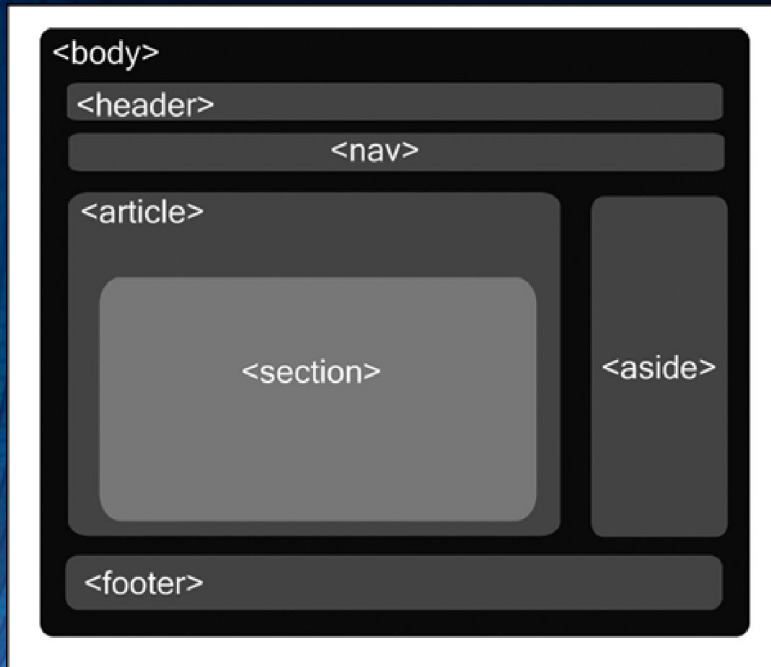 <body>
<header>
<nav>
<article>
<section>
<aside>
<footer>